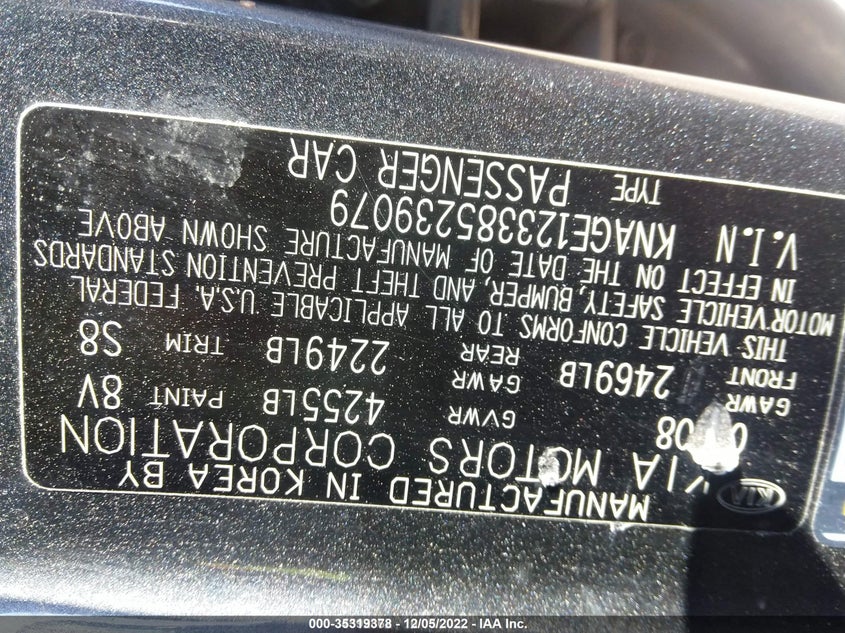 KIA
MANUFACTURED IN KOREA BY
KIA MOTORS CORPORATION
GVWR 4255LB PAINT 8V
GAWR FRONT 2469LB GAWR REAR 2249LB TRIM S8
THIS VEHICLE CONFORMS TO ALL APPLICABLE U.S.A. FEDERAL
MOTOR VEHICLE SAFETY, BUMPER, AND THEFT PREVENTION STANDARDS
IN EFFECT ON THE DATE OF MANUFACTURE SHOWN ABOVE
V.I.N KNAGE123385239079
TYPE PASSENGER CAR
000-35319378 - 12/05/2022 - IAA Inc.